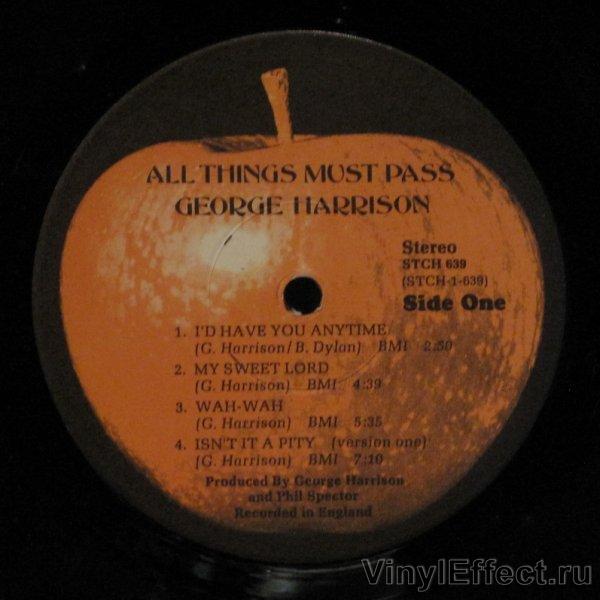 ALL THINGS MUST PASS
GEORGE HARRISON
Stereo
STCH 639
(STCH-1-639)
Side One
1. I'D HAVE YOU ANYTIME
(G. Harrison/B. Dylan) BMI 2:50
2. MY SWEET LORD
(G. Harrison) BMI 4:39
3. WAH-WAH
(G. Harrison) BMI 5:35
4. ISN'T IT A PITY (version one)
(G. Harrison) BMI 7:10
Produced By George Harrison
and Phil Spector
Recorded in England
VinylEffect.ru